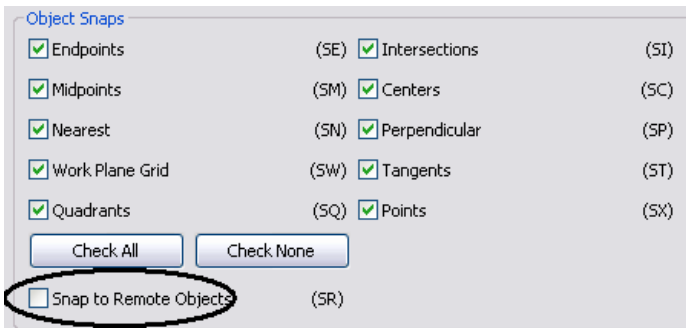 Object Snaps
Endpoints (SE) Intersections (SI)
Midpoints (SM) Centers (SC)
Nearest (SN) Perpendicular (SP)
Work Plane Grid (SW) Tangents (ST)
Quadrants (SQ) Points (SX)
Check All Check None
Snap to Remote Objects (SR)